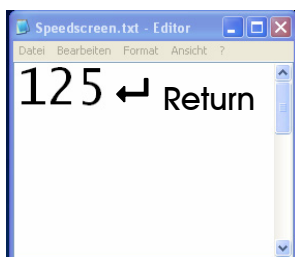 Speedscreen.txt - Editor
Datei Bearbeiten Format Ansicht ?
125 ↵ Return